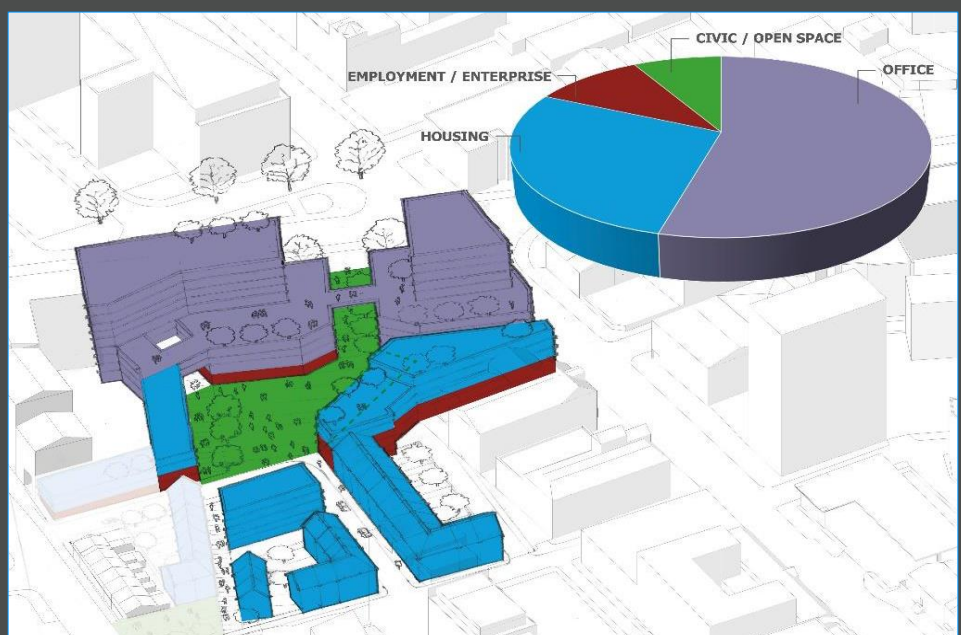 CIVIC / OPEN SPACE
OFFICE
EMPLOYMENT / ENTERPRISE
HOUSING